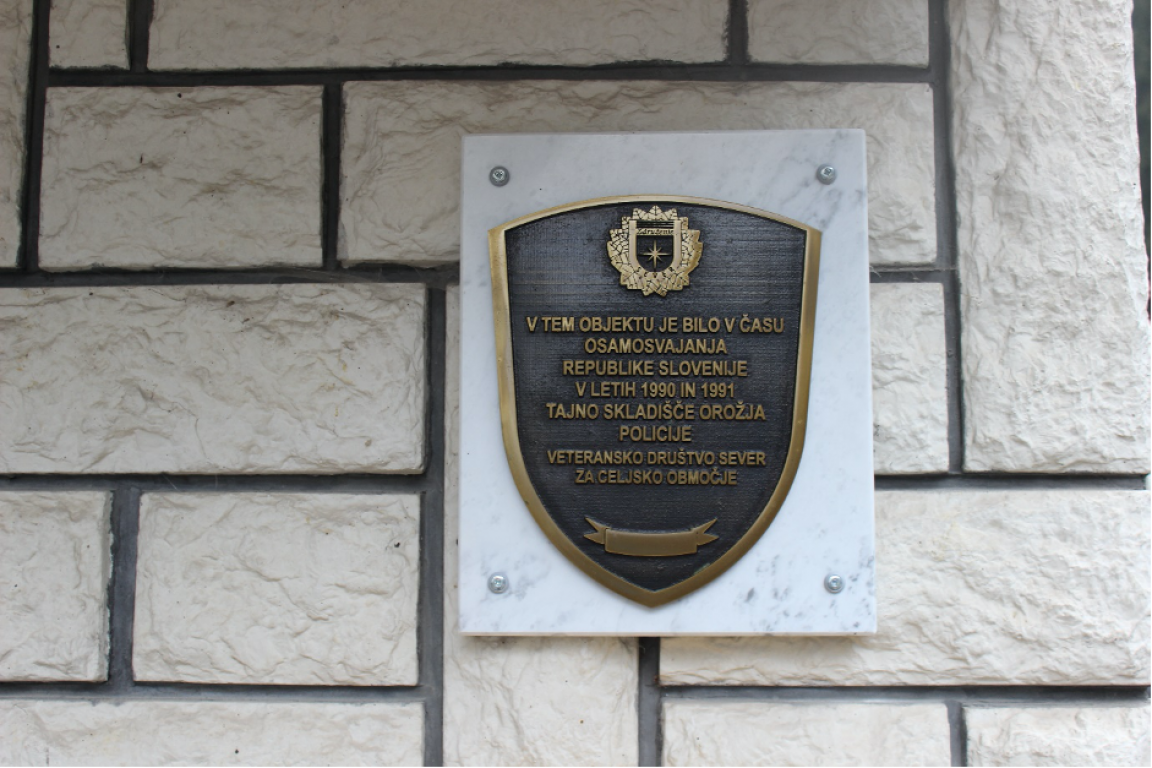 Združenje
V TEM OBJEKTU JE BILO V ČASU
OSAMOSVAJANJA
REPUBLIKE SLOVENIJE
V LETIH 1990 IN 1991
TAJNO SKLADIŠČE OROŽJA
POLICIJE
VETERANSKO DRUŠTVO SEVER
ZA CELJSKO OBMOČJE